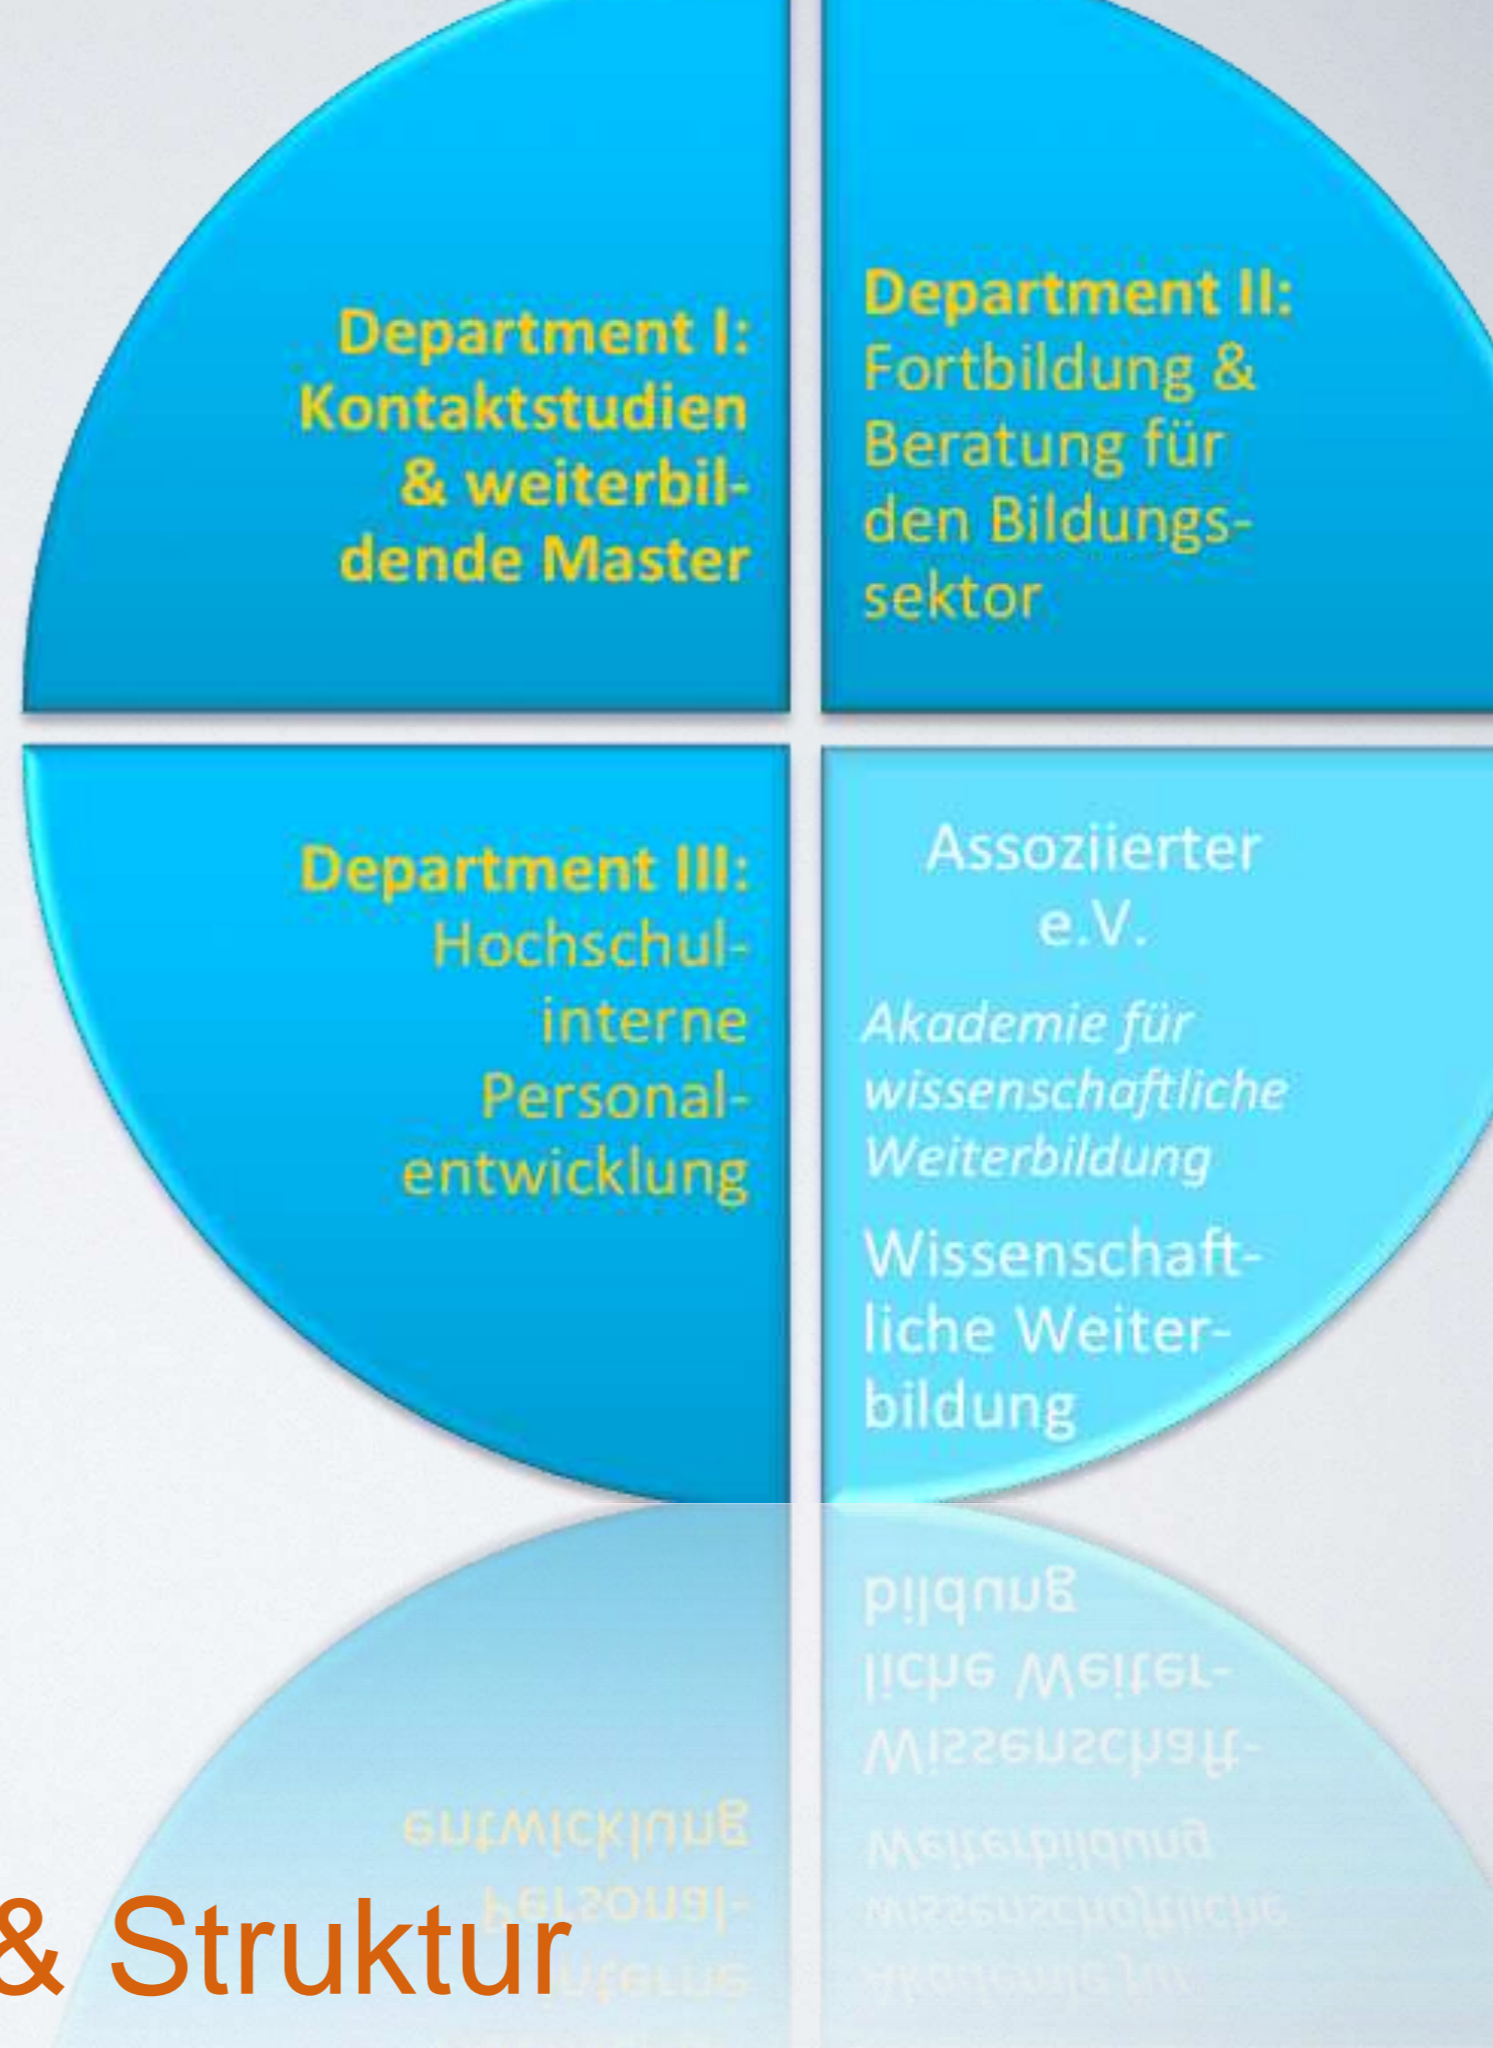 Department I:
Kontaktstudien
& weiterbil-
dende Master
Department II:
Fortbildung &
Beratung für
den Bildungs-
sektor
Department III:
Hochschul-
interne
Personal-
entwicklung
Assoziierter
e.V.
Akademie für
wissenschaftliche
Weiterbildung
Wissenschaft-
liche Weiter-
bildung
& Struktur